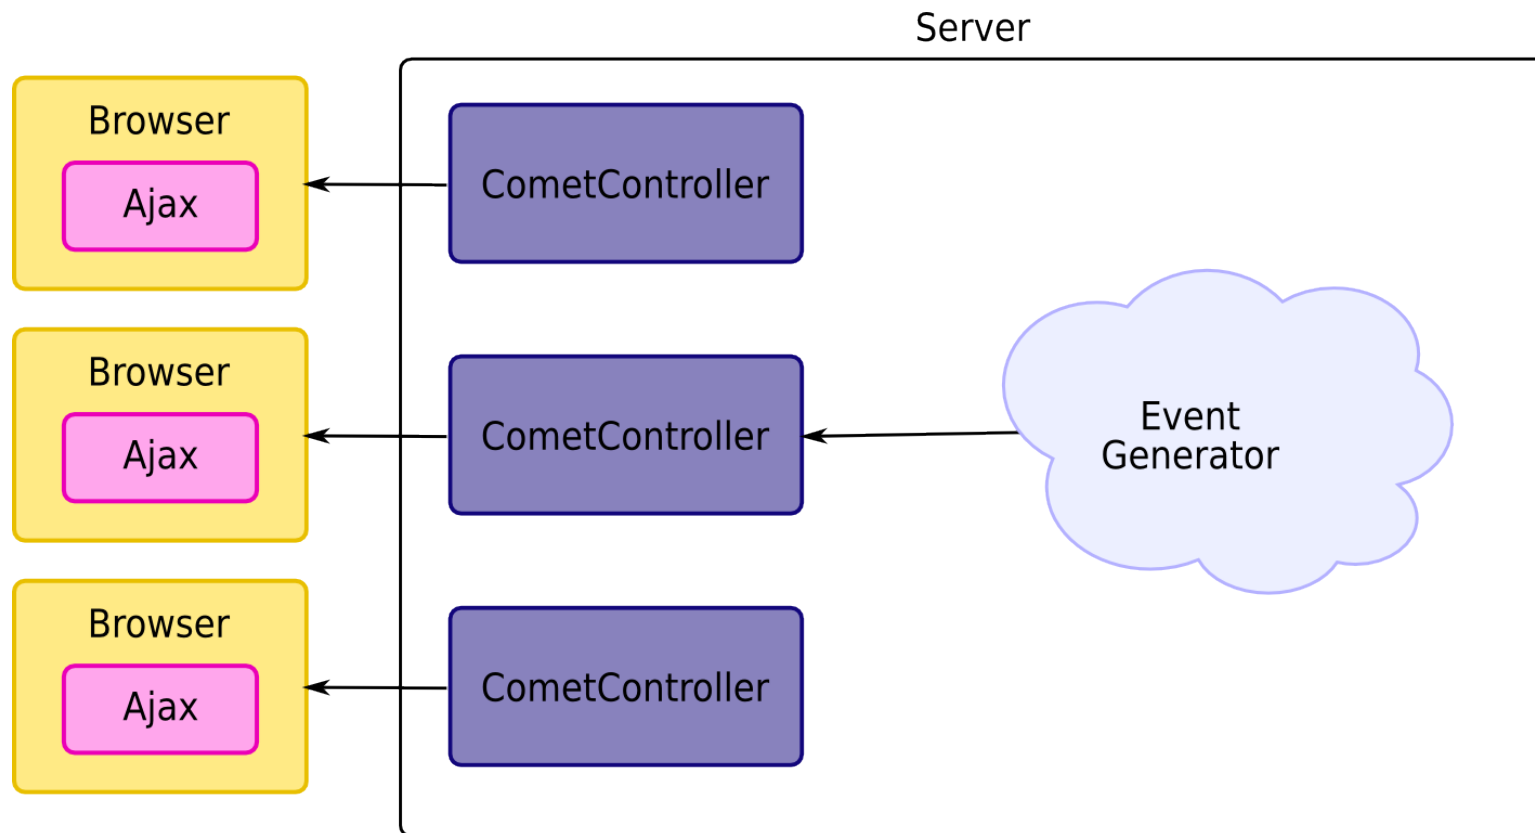 Server
Browser
Ajax
CometController
Browser
Ajax
CometController
Event
Generator
Browser
Ajax
CometController